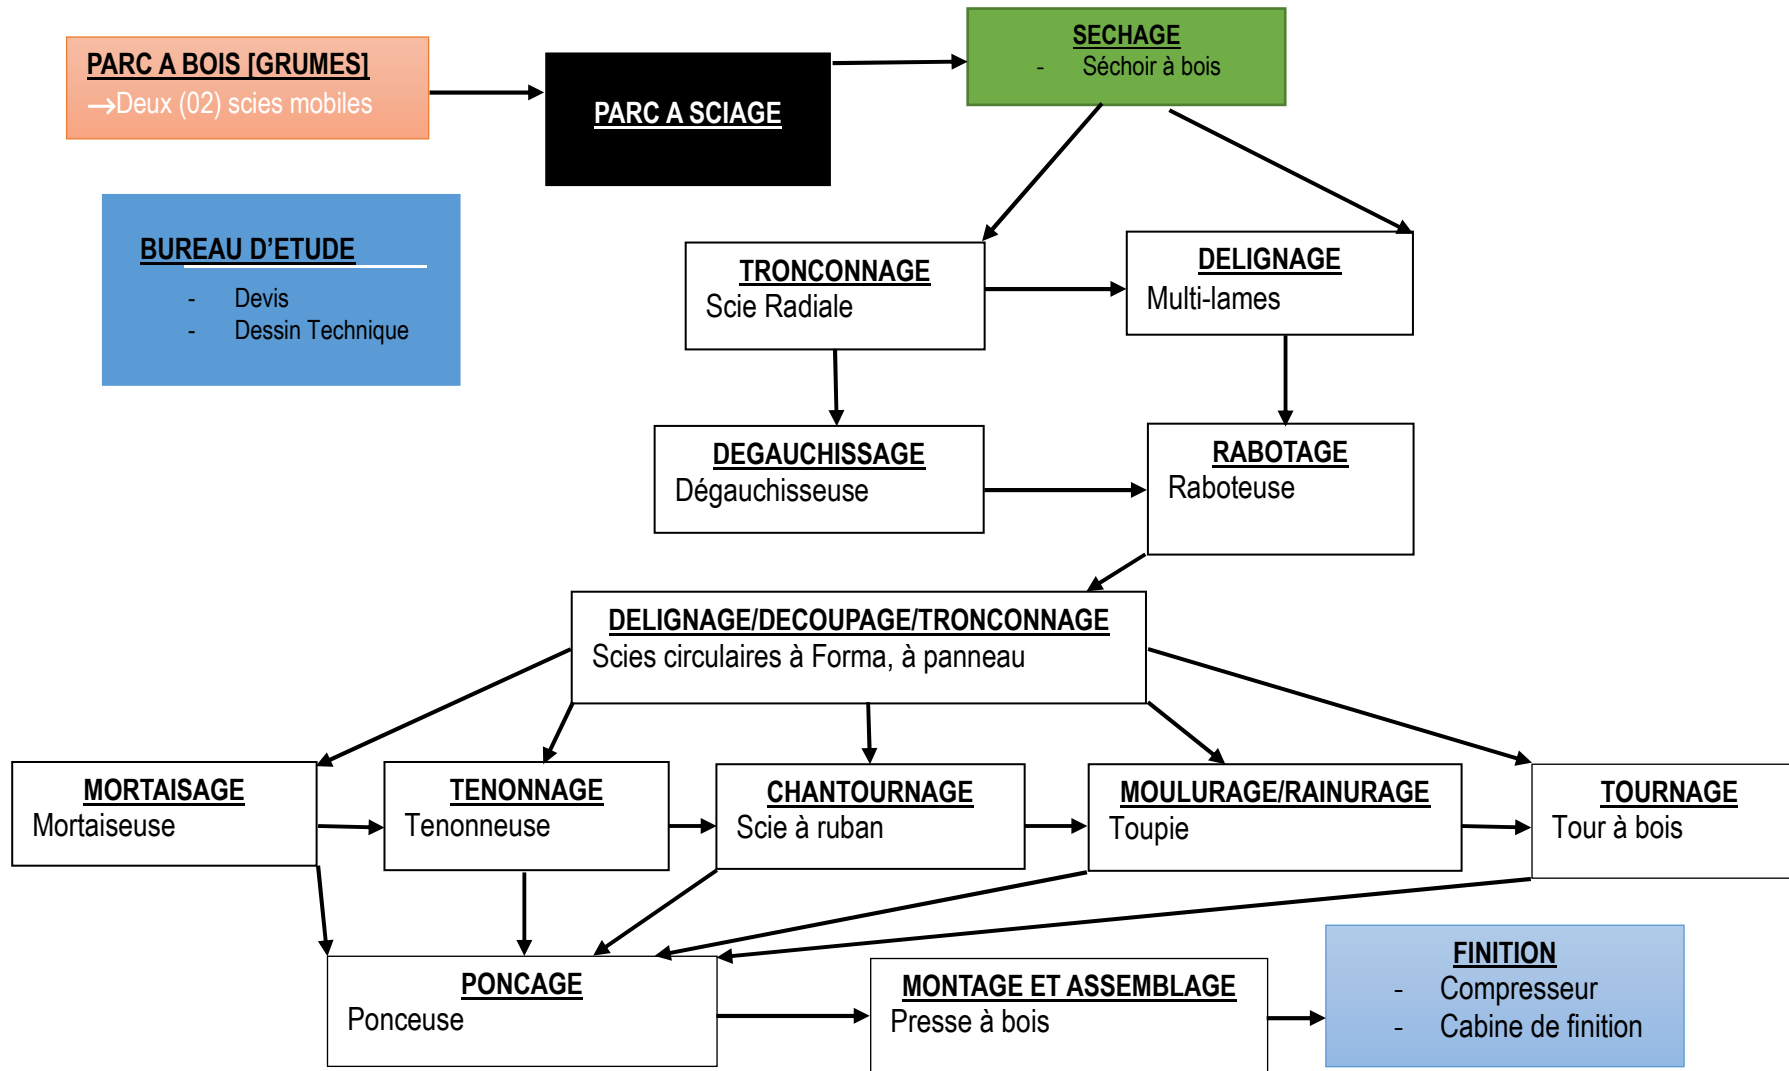 PARC A BOIS [GRUMES]
→Deux (02) scies mobiles
PARC A SCIAGE
SECHAGE
- Séchoir à bois
BUREAU D'ETUDE
- Devis
- Dessin Technique
TRONCONNAGE
Scie Radiale
DELIGNAGE
Multi-lames
DEGAUCHISSAGE
Dégauchisseuse
RABOTAGE
Raboteuse
DELIGNAGE/DECOUPAGE/TRONCONNAGE
Scies circulaires à Forma, à panneau
MORTAISAGE
Mortaiseuse
TENONNAGE
Tenonneuse
CHANTOURNAGE
Scie à ruban
MOULURAGE/RAINURAGE
Toupie
TOURNAGE
Tour à bois
PONCAGE
Ponceuse
MONTAGE ET ASSEMBLAGE
Presse à bois
FINITION
- Compresseur
- Cabine de finition